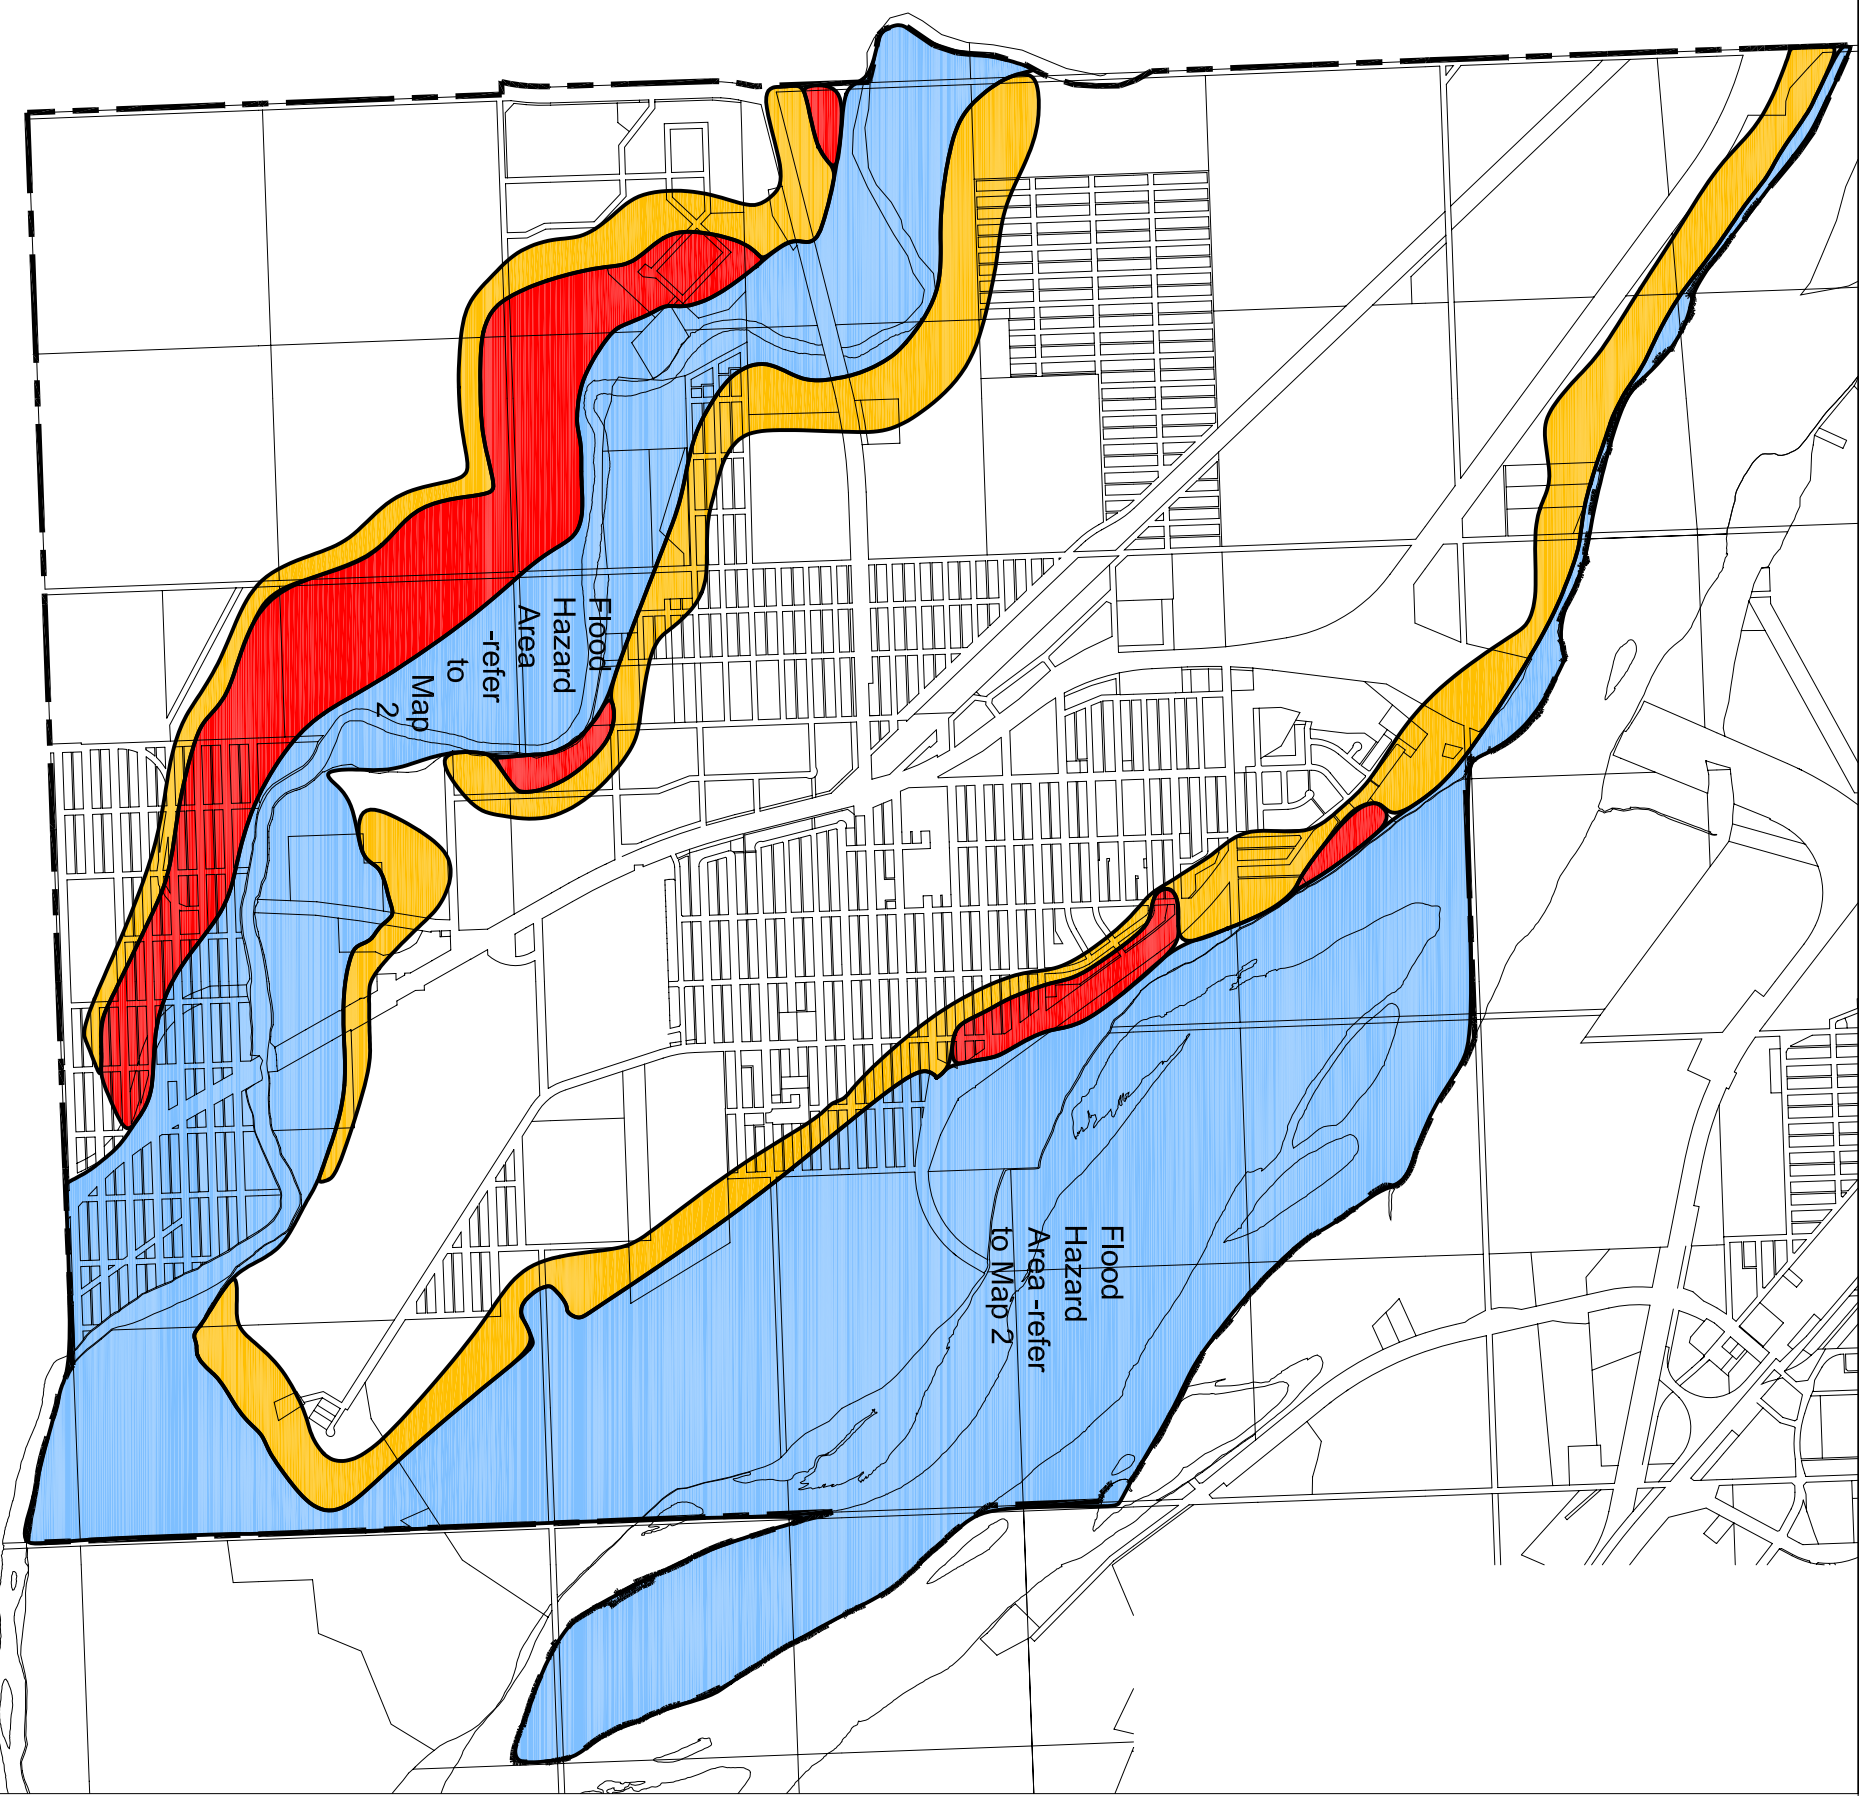 Flood
Hazard
Area
-refer
to
Map
2
Flood
Hazard
Area -refer
to Map 2